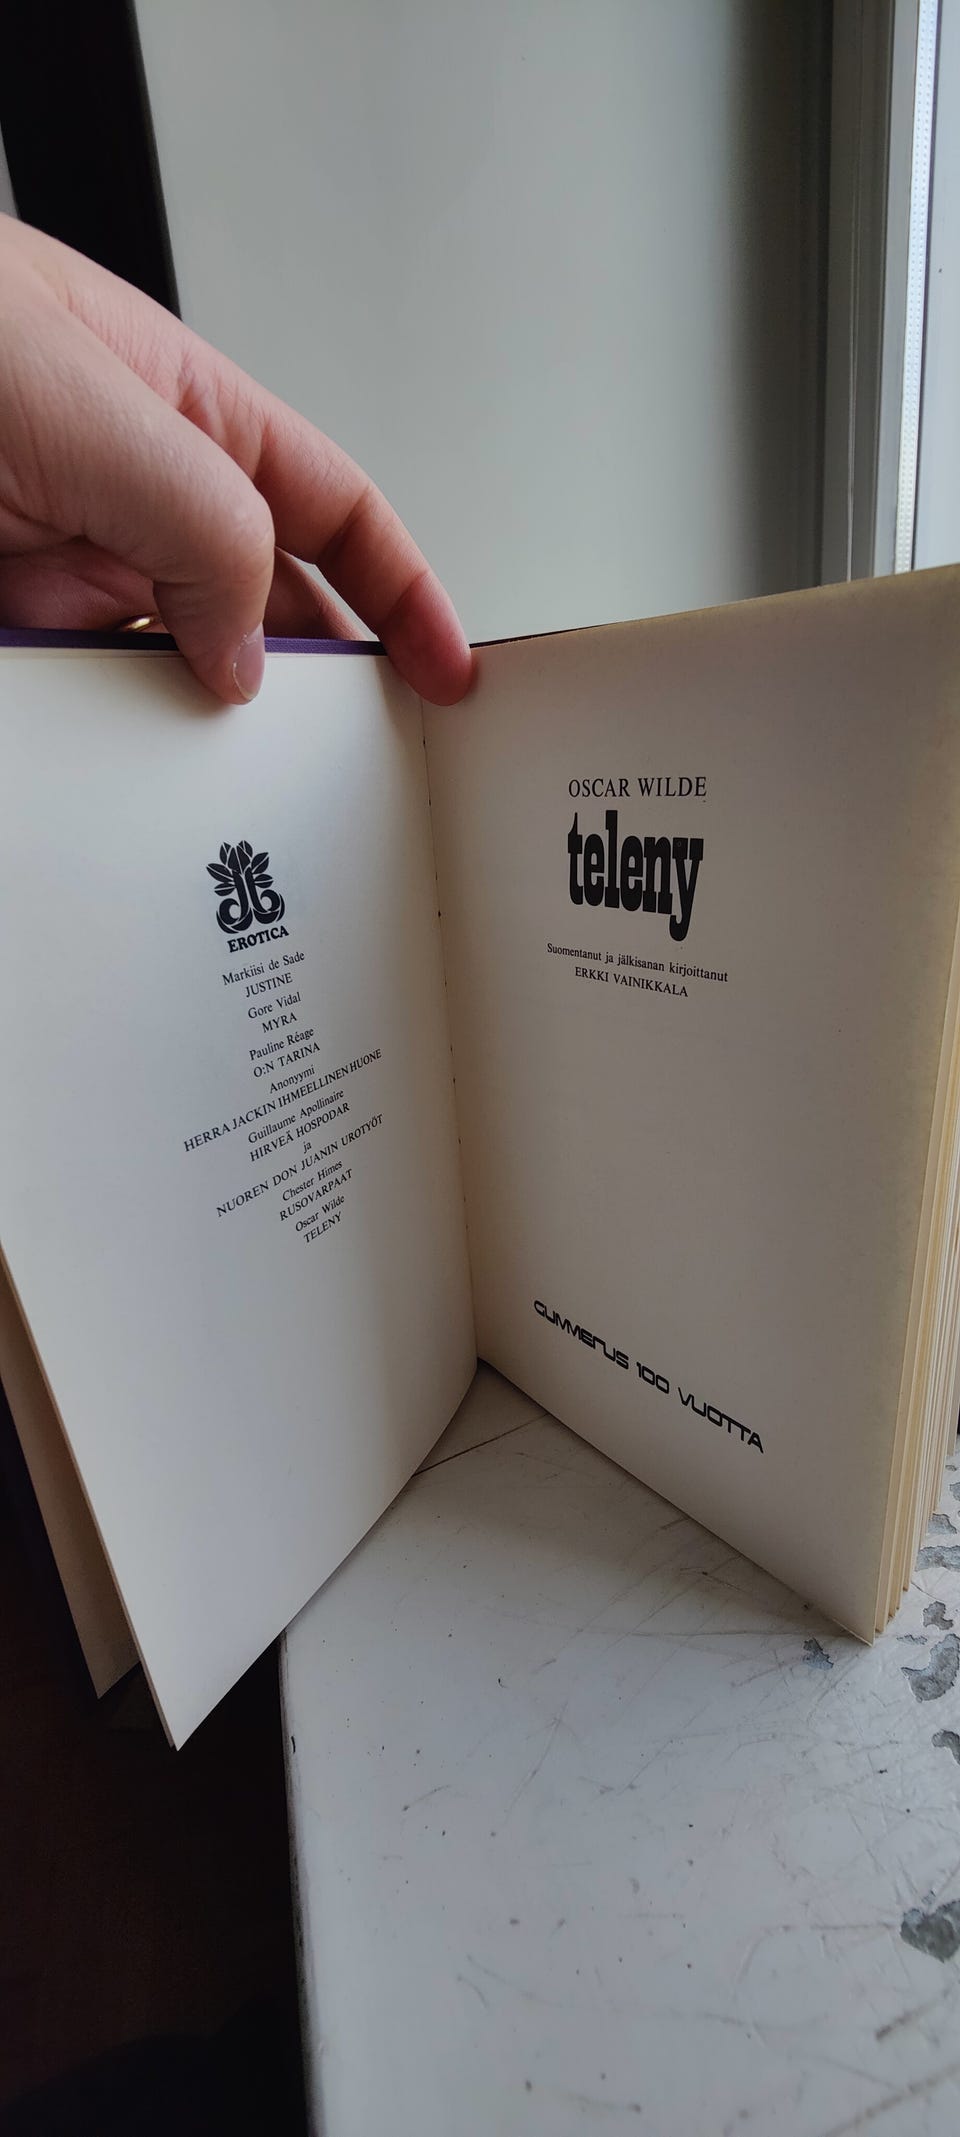 EROTICA
Markiisi de Sade
JUSTINE
Gore Vidal
MYRA
Pauline Réage
O:N TARINA
Anonyymi
HERRA JACKIN IHMEELLINEN HUONE
Guillaume Apollinaire
HIRVEÄ HOSPODAR
ja
NUOREN DON JUANIN UROTYÖT
Chester Himes
RUSOVARPAAT
Oscar Wilde
TELENY
OSCAR WILDE
teleny
Suomentanut ja jälkisanan kirjoittanut
ERKKI VAINIKKALA
GUMMERUS 100 VUOTTA